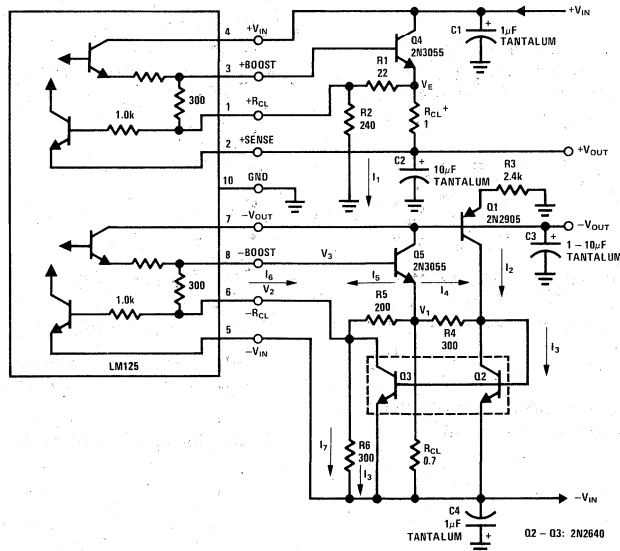 4 +VIN
+VIN
C1 + 1µF
TANTALUM
Q4
2N3055
3 +BOOST
R1
22
VE
300
1 +RCL
1.0k
R2
240
RCL+
1
2 +SENSE
+VOUT
C2 + 10µF
TANTALUM
I1
R3
2.4k
10 GND
Q1
2N2905
7 −VOUT
−VOUT
C3 +
1 – 10µF
TANTALUM
8 −BOOST
V3
Q5
2N3055
I6
I5
I4
I2
300
V2
1.0k
6 −RCL
R5
200
V1
R4
300
5 −VIN
I3
LM125
Q3
Q2
I7
R6
300
I3
RCL
0.7
−VIN
C4
1µF
TANTALUM
+
Q2 – Q3: 2N2640